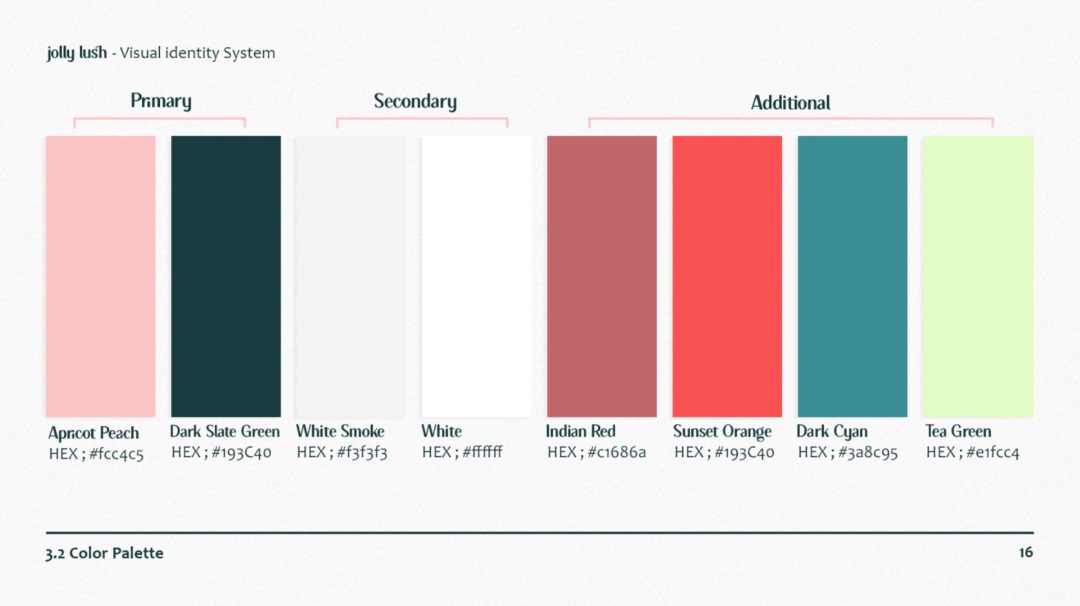 jolly lush - Visual identity System
Primary
Secondary
Additional
Apricot Peach
HEX ; #fcc4c5
Dark Slate Green
HEX ; #193C40
White Smoke
HEX ; #f3f3f3
White
HEX ; #ffffff
Indian Red
HEX ; #c1686a
Sunset Orange
HEX ; #193C40
Dark Cyan
HEX ; #3a8c95
Tea Green
HEX ; #e1fcc4
3.2 Color Palette
16